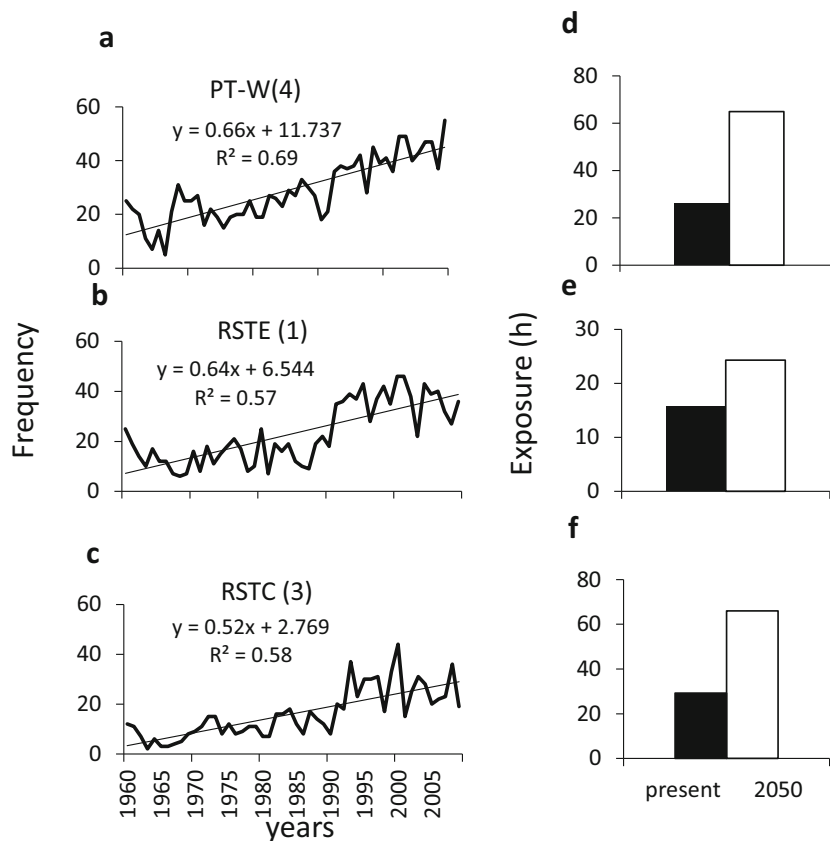 a
PT-W(4)
y = 0.66x + 11.737
R² = 0.69
60
40
20
0
b
RSTE (1)
y = 0.64x + 6.544
R² = 0.57
60
40
20
0
Frequency
c
RSTC (3)
y = 0.52x + 2.769
R² = 0.58
60
40
20
0
1960
1965
1970
1975
1980
1985
1990
1995
2000
2005
years
d
80
60
40
20
0
e
30
20
10
0
Exposure (h)
f
80
60
40
20
0
present 2050